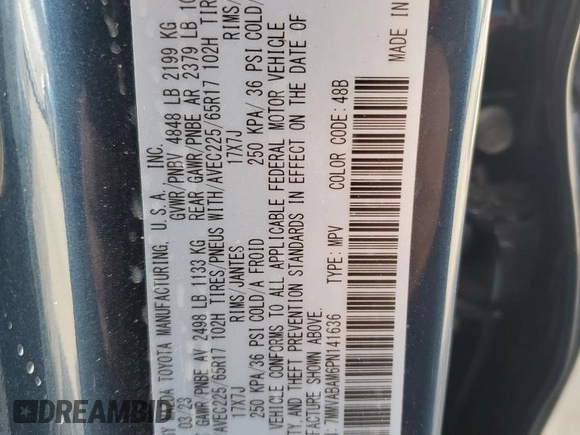 DA TOYOTA MANUFACTURING, U.S.A., INC.
03/23 GVWR/PNBV 4848 LB 2199 KG
T GAWR/PNBE AV 2498 LB 1133 KG REAR GAWR/PNBE AR 2379 LB
/AVEC225/65R17 102H TIRES/PNEUS WITH/AVEC225/65R17 102H TIRE
17X7J RIMS/JANTES 17X7J RIMS/
250 KPA/36 PSI COLD/A FROID 250 KPA/ 36 PSI COLD/
VEHICLE CONFORMS TO ALL APPLICABLE FEDERAL MOTOR VEHICLE
AND THEFT PREVENTION STANDARDS IN EFFECT ON THE DATE OF
SHOWN ABOVE.
7MMVABAM6PN141636 TYPE: MPV COLOR CODE: 48B
MADE IN
AutoBidCar